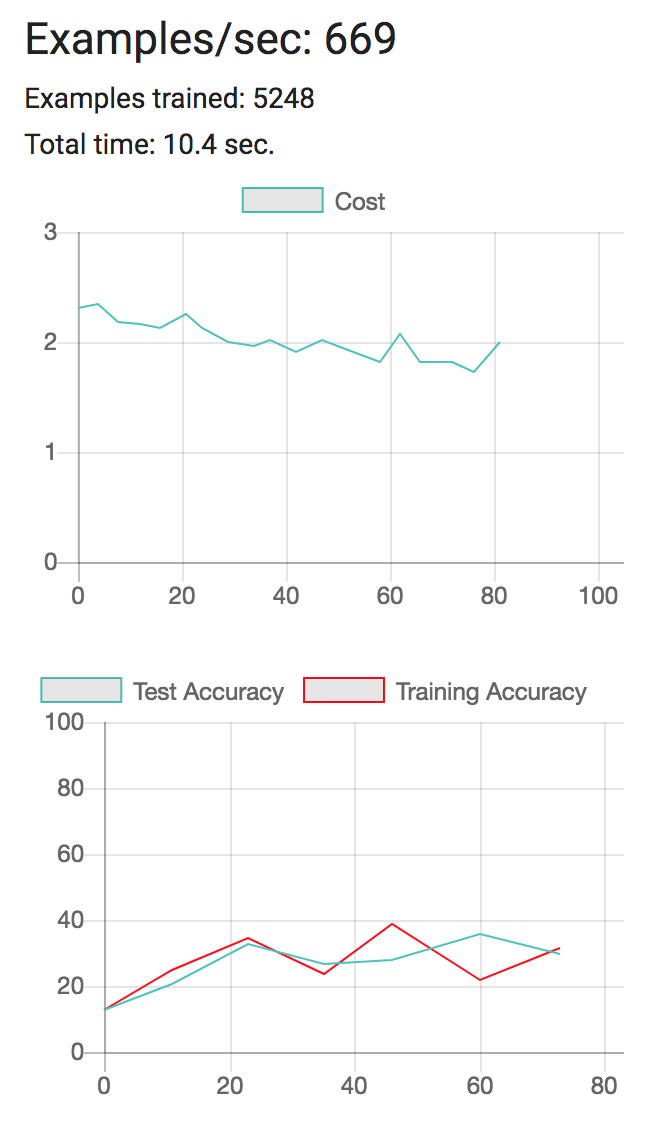 Examples/sec: 669
Examples trained: 5248
Total time: 10.4 sec.
Cost
3
2
1
0
0 20 40 60 80 100
Test Accuracy Training Accuracy
100
80
60
40
20
0
0 20 40 60 80